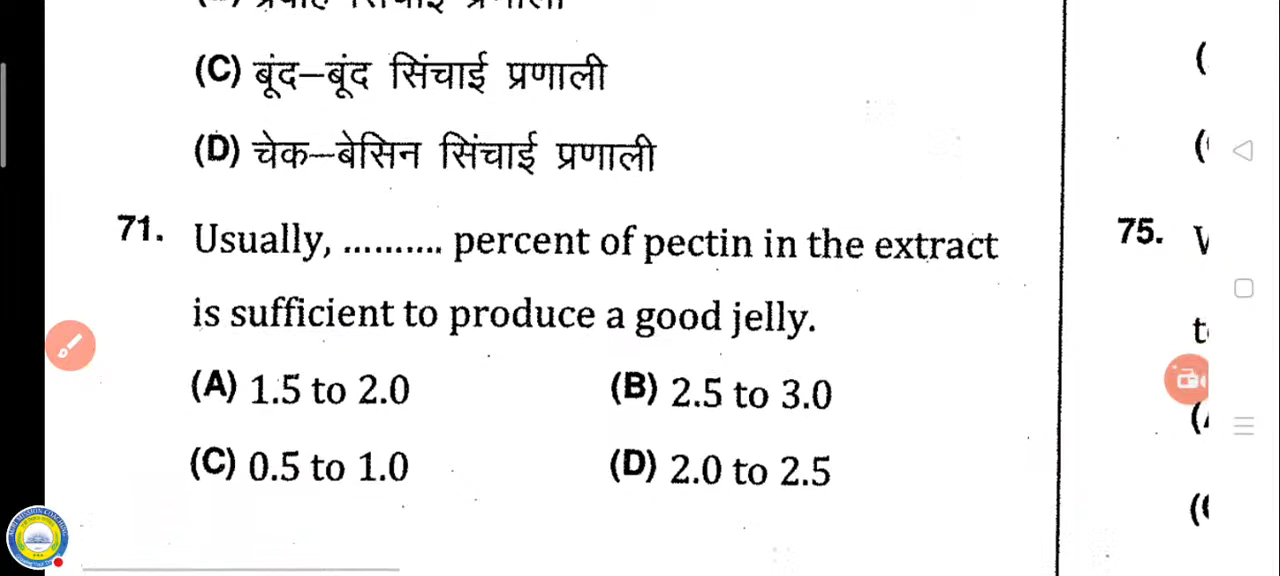 (C) बूंद–बूंद सिंचाई प्रणाली
(D) चेक–बेसिन सिंचाई प्रणाली
71. Usually, .......... percent of pectin in the extract
is sufficient to produce a good jelly.
(A) 1.5 to 2.0 (B) 2.5 to 3.0
(C) 0.5 to 1.0 (D) 2.0 to 2.5
75.